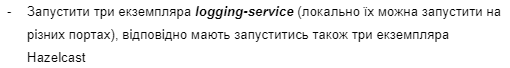 - Запустити три екземпляра logging-service (локально їх можна запустити на
різних портах), відповідно мають запуститись також три екземпляра
Hazelcast